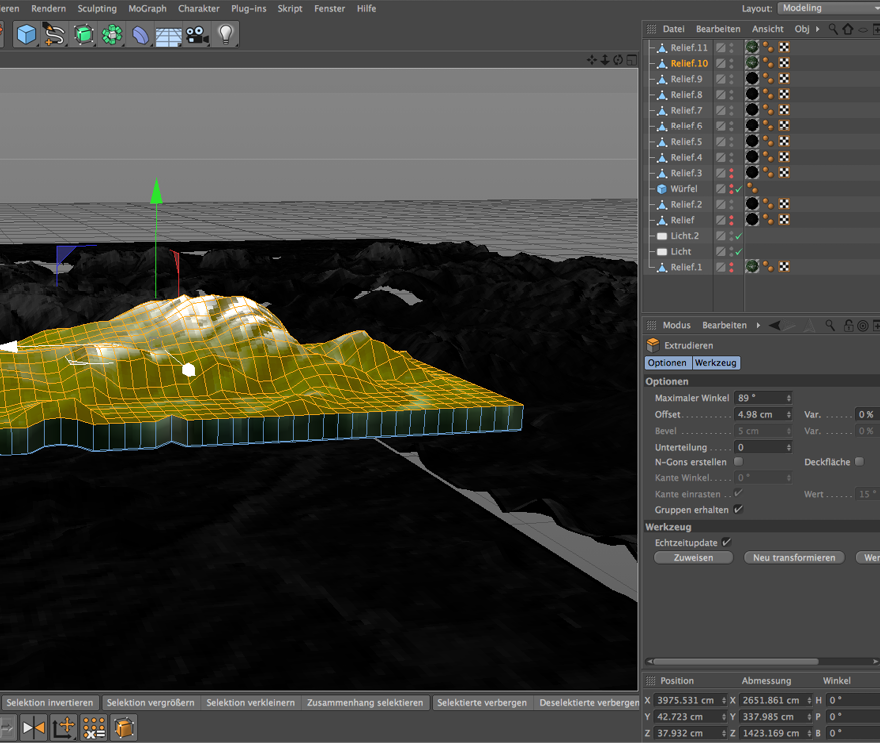 eren Rendern Sculpting MoGraph Charakter Plug-ins Skript Fenster Hilfe
Layout: Modeling
Datei Bearbeiten Ansicht Obj
Relief.11
Relief.10
Relief.9
Relief.8
Relief.7
Relief.6
Relief.5
Relief.4
Relief.3
Würfel
Relief.2
Relief
Licht.2
Licht
Relief.1
Modus Bearbeiten
Extrudieren
Optionen Werkzeug
Optionen
Maximaler Winkel 89 °
Offset 4.98 cm Var. 0 %
Bevel 5 cm Var. 0 %
Unterteilung 0
N-Gons erstellen Deckfläche
Kante Winkel 0 °
Kante einrasten Wert 15 °
Gruppen erhalten
Werkzeug
Echtzeitupdate
Zuweisen Neu transformieren Wer
Position Abmessung Winkel
X 3975.531 cm X 2651.861 cm H 0 °
Y 42.723 cm Y 337.985 cm P 0 °
Z 37.932 cm Z 1423.169 cm B 0 °
Selektion invertieren Selektion vergrößern Selektion verkleinern Zusammenhang selektieren Selektierte verbergen Deselektierte verbergen